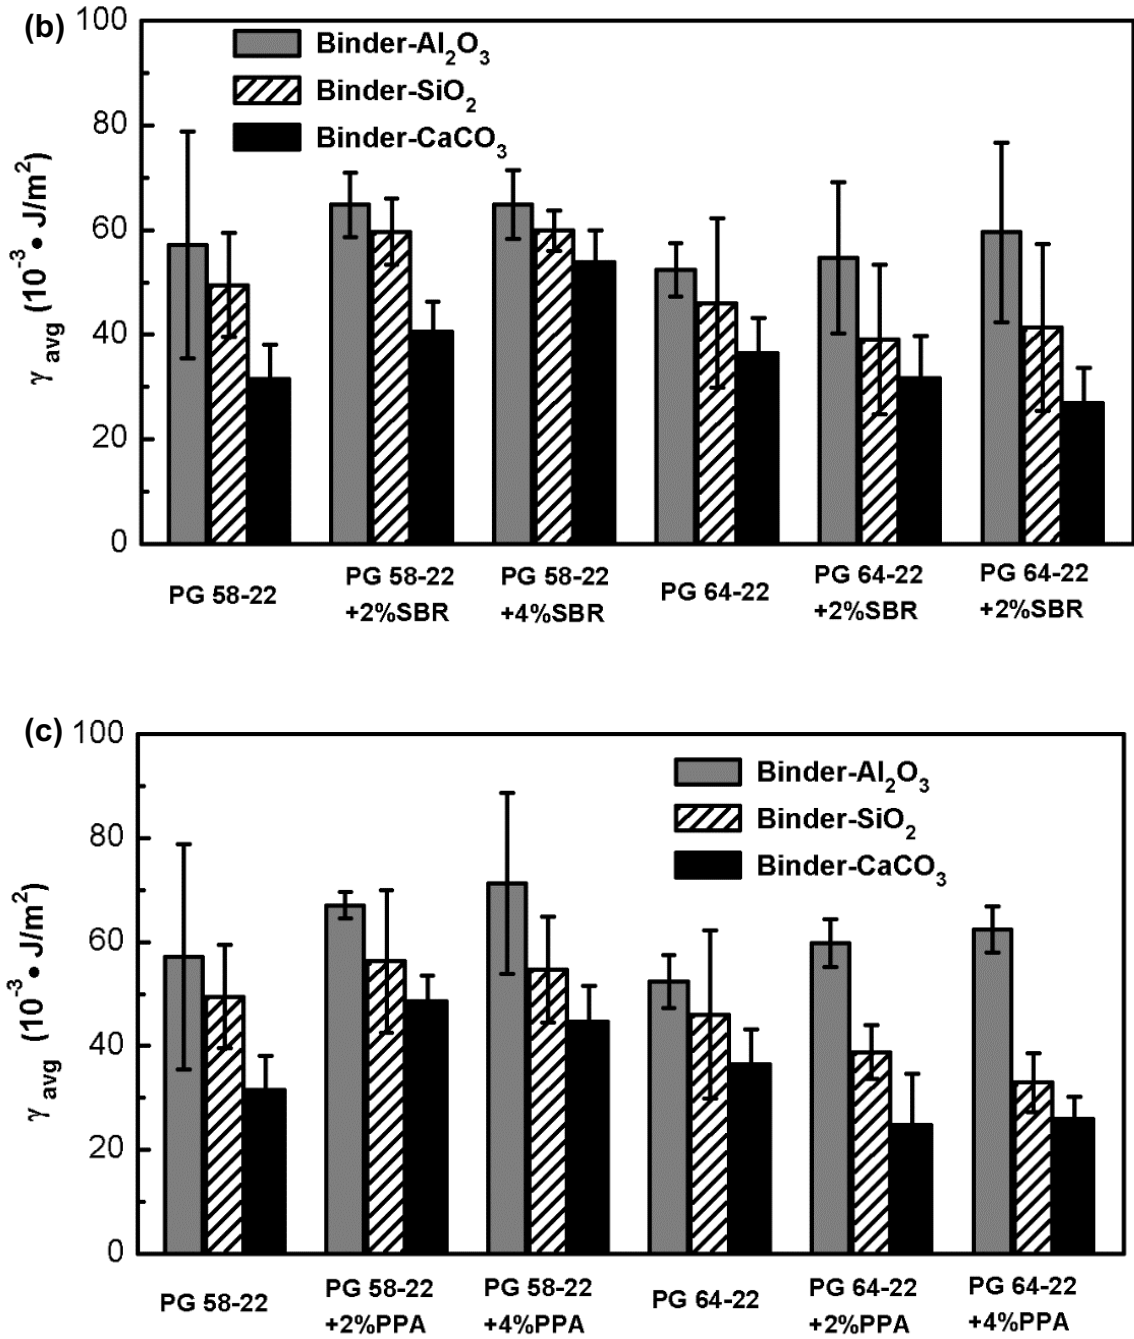 (b)
100
80
60
40
20
0
γ avg (10⁻³ • J/m²)
Binder-Al₂O₃
Binder-SiO₂
Binder-CaCO₃
PG 58-22
PG 58-22
+2%SBR
PG 58-22
+4%SBR
PG 64-22
PG 64-22
+2%SBR
PG 64-22
+2%SBR
(c)
100
80
60
40
20
0
γ avg (10⁻³ • J/m²)
Binder-Al₂O₃
Binder-SiO₂
Binder-CaCO₃
PG 58-22
PG 58-22
+2%PPA
PG 58-22
+4%PPA
PG 64-22
PG 64-22
+2%PPA
PG 64-22
+4%PPA